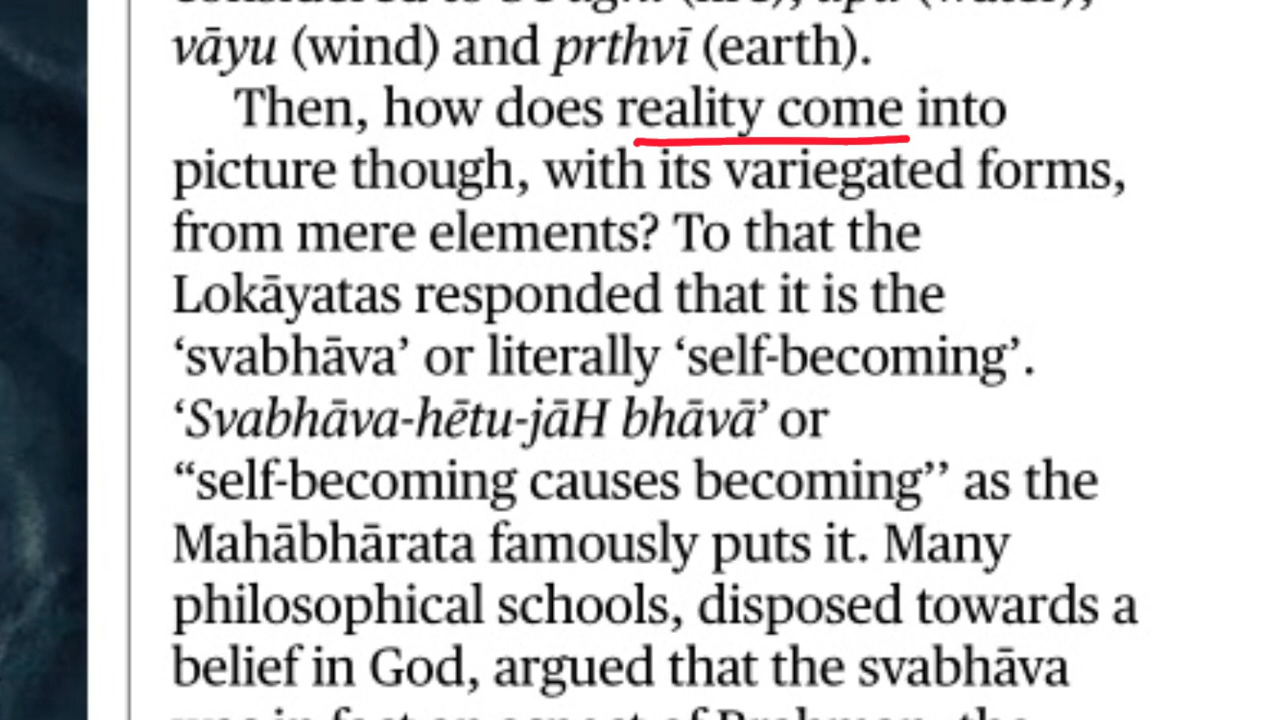 vāyu (wind) and prthvī (earth).
Then, how does reality come into
picture though, with its variegated forms,
from mere elements? To that the
Lokāyatas responded that it is the
‘svabhāva’ or literally ‘self-becoming’.
‘Svabhāva-hētu-jāH bhāvā’ or
“self-becoming causes becoming’’ as the
Mahābhārata famously puts it. Many
philosophical schools, disposed towards a
belief in God, argued that the svabhāva